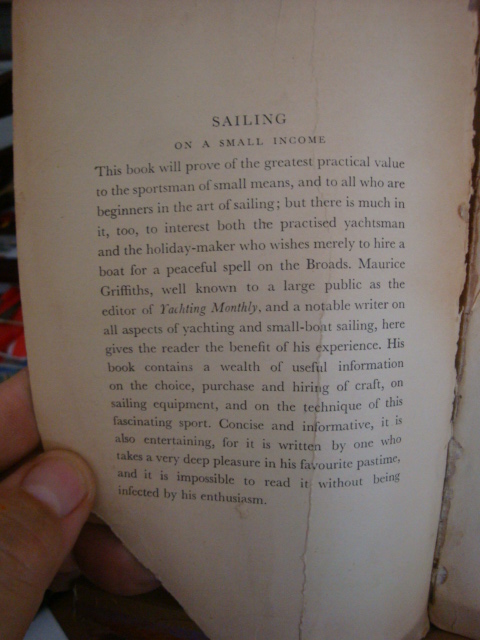 SAILING
ON A SMALL INCOME
This book will prove of the greatest practical value
to the sportsman of small means, and to all who are
beginners in the art of sailing; but there is much in
it, too, to interest both the practised yachtsman
and the holiday-maker who wishes merely to hire a
boat for a peaceful spell on the Broads. Maurice
Griffiths, well known to a large public as the
editor of Yachting Monthly, and a notable writer on
all aspects of yachting and small-boat sailing, here
gives the reader the benefit of his experience. His
book contains a wealth of useful information
on the choice, purchase and hiring of craft, on
sailing equipment, and on the technique of this
fascinating sport. Concise and informative, it is
also entertaining, for it is written by one who
takes a very deep pleasure in his favourite pastime,
and it is impossible to read it without being
infected by his enthusiasm.